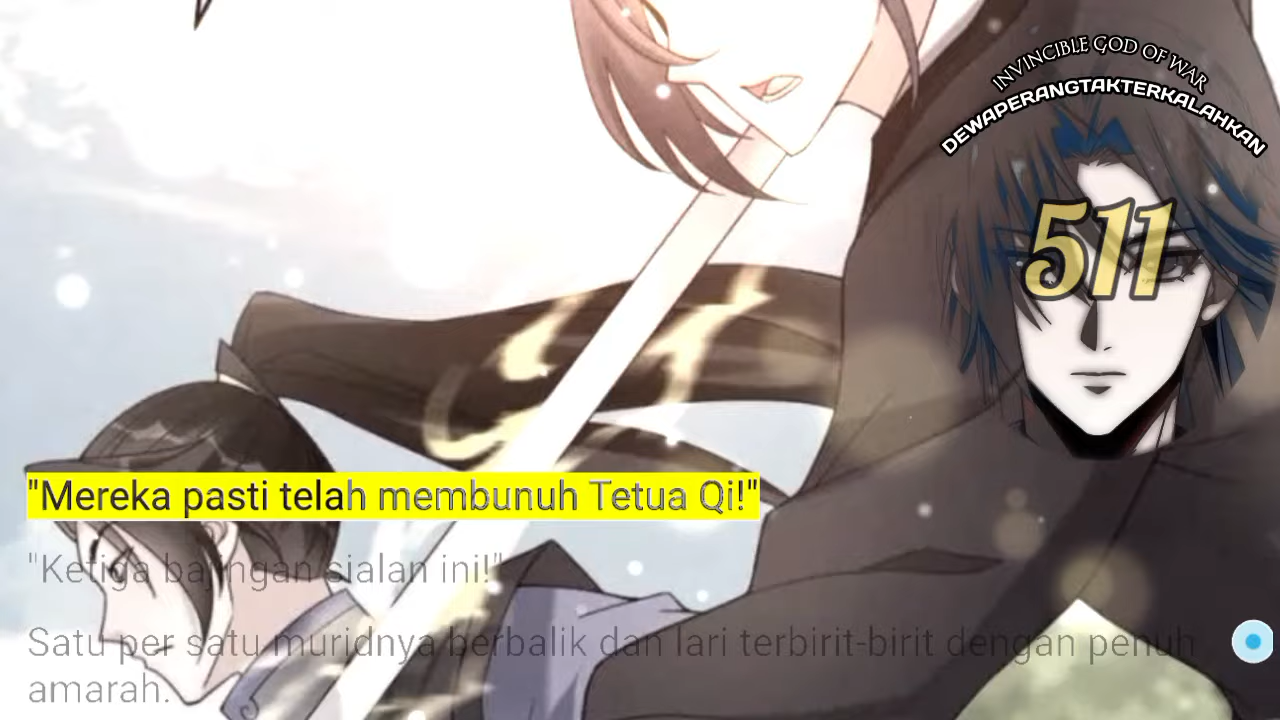 INVINCIBLE GOD OF WAR
DEWAPERANGTAKTERKALAHKAN
511
"Mereka pasti telah membunuh Tetua Qi!"
"Ketiga bajingan sialan ini!"
Satu per satu muridnya berbalik dan lari terbirit-birit dengan penuh
amarah.